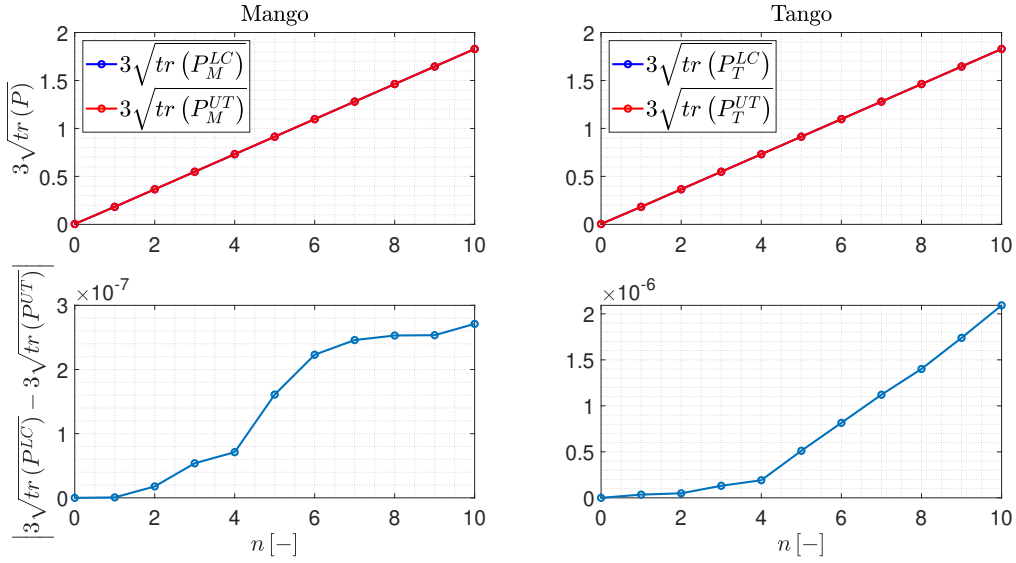 Mango
2
1.5
1
0.5
0
0 2 4 6 8 10
3√tr(P)
3√tr(P_M^{LC})
3√tr(P_M^{UT})
Tango
2
1.5
1
0.5
0
0 2 4 6 8 10
3√tr(P_T^{LC})
3√tr(P_T^{UT})
×10⁻⁷
3
2
1
0
0 2 4 6 8 10
|3√tr(P^{LC}) − 3√tr(P^{UT})|
n [−]
×10⁻⁶
2
1.5
1
0.5
0
0 2 4 6 8 10
n [−]